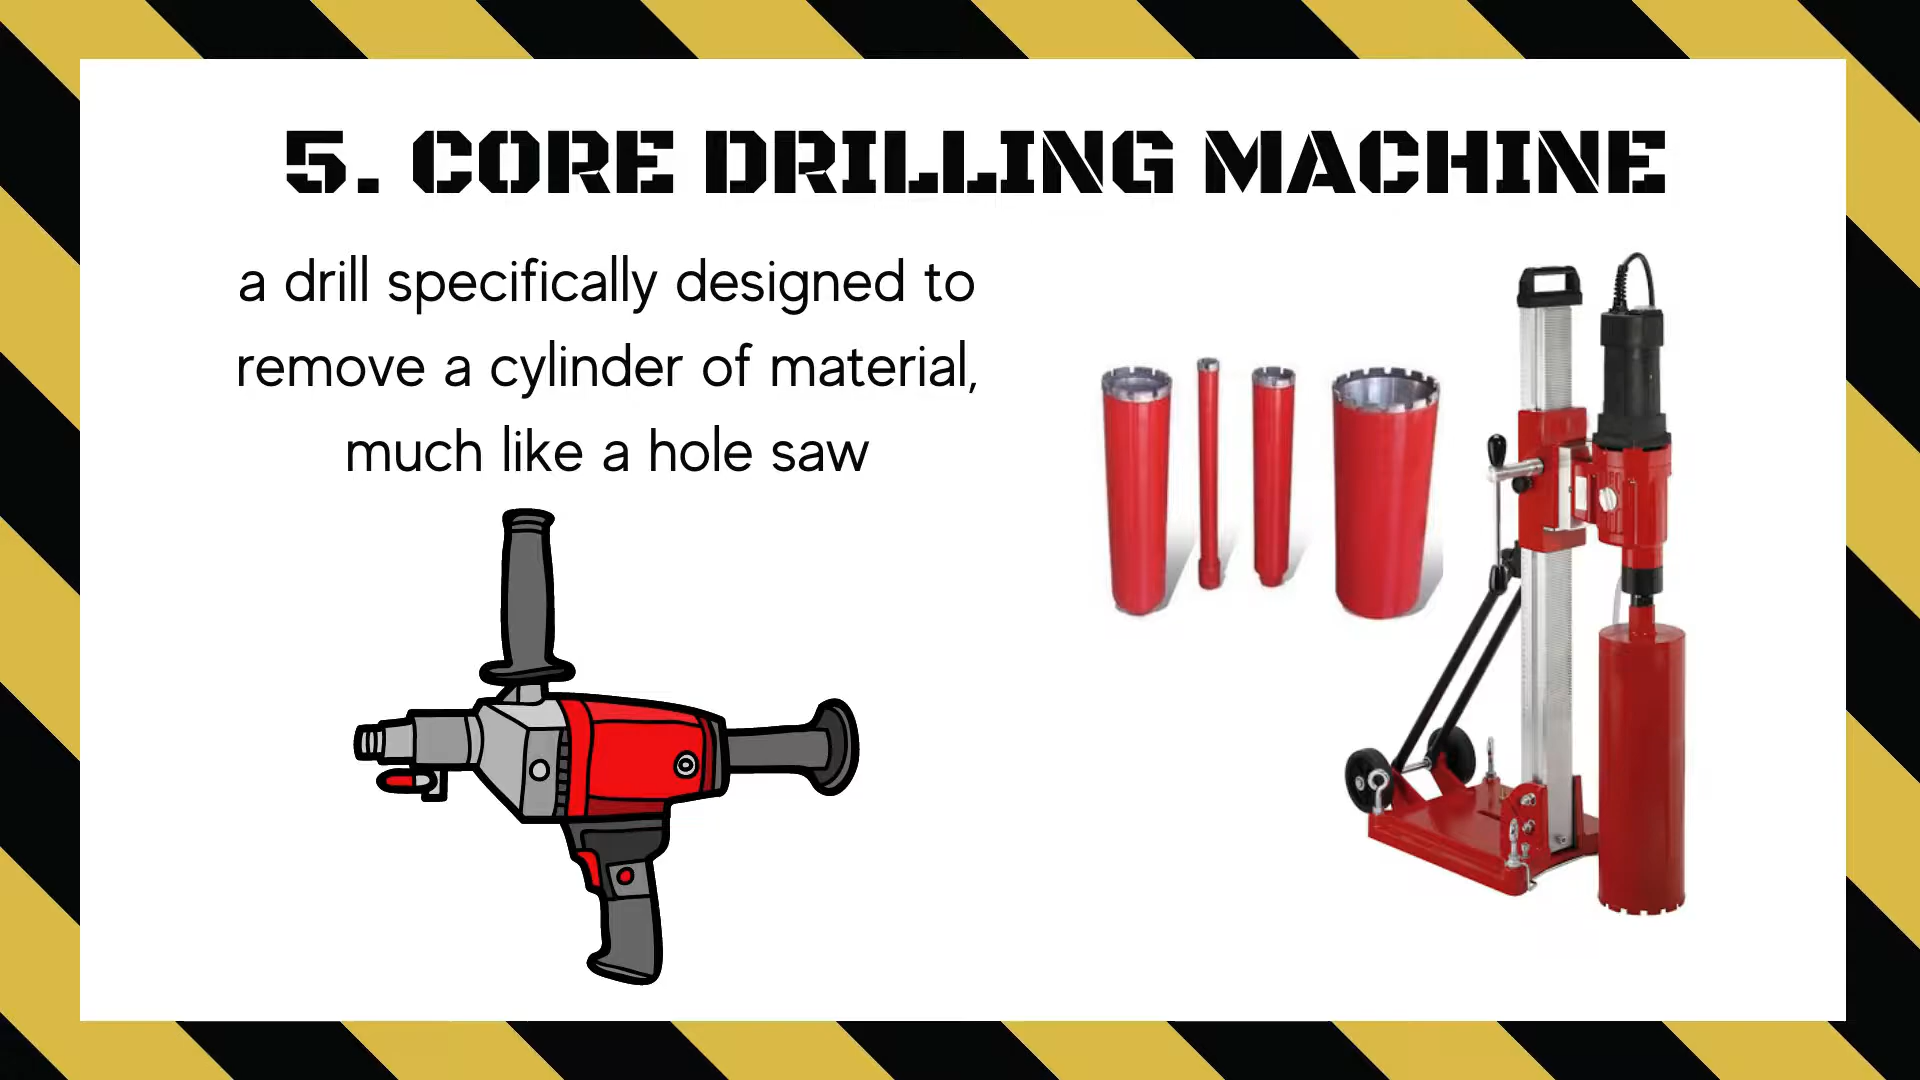 5. CORE DRILLING MACHINE
a drill specifically designed to
remove a cylinder of material,
much like a hole saw